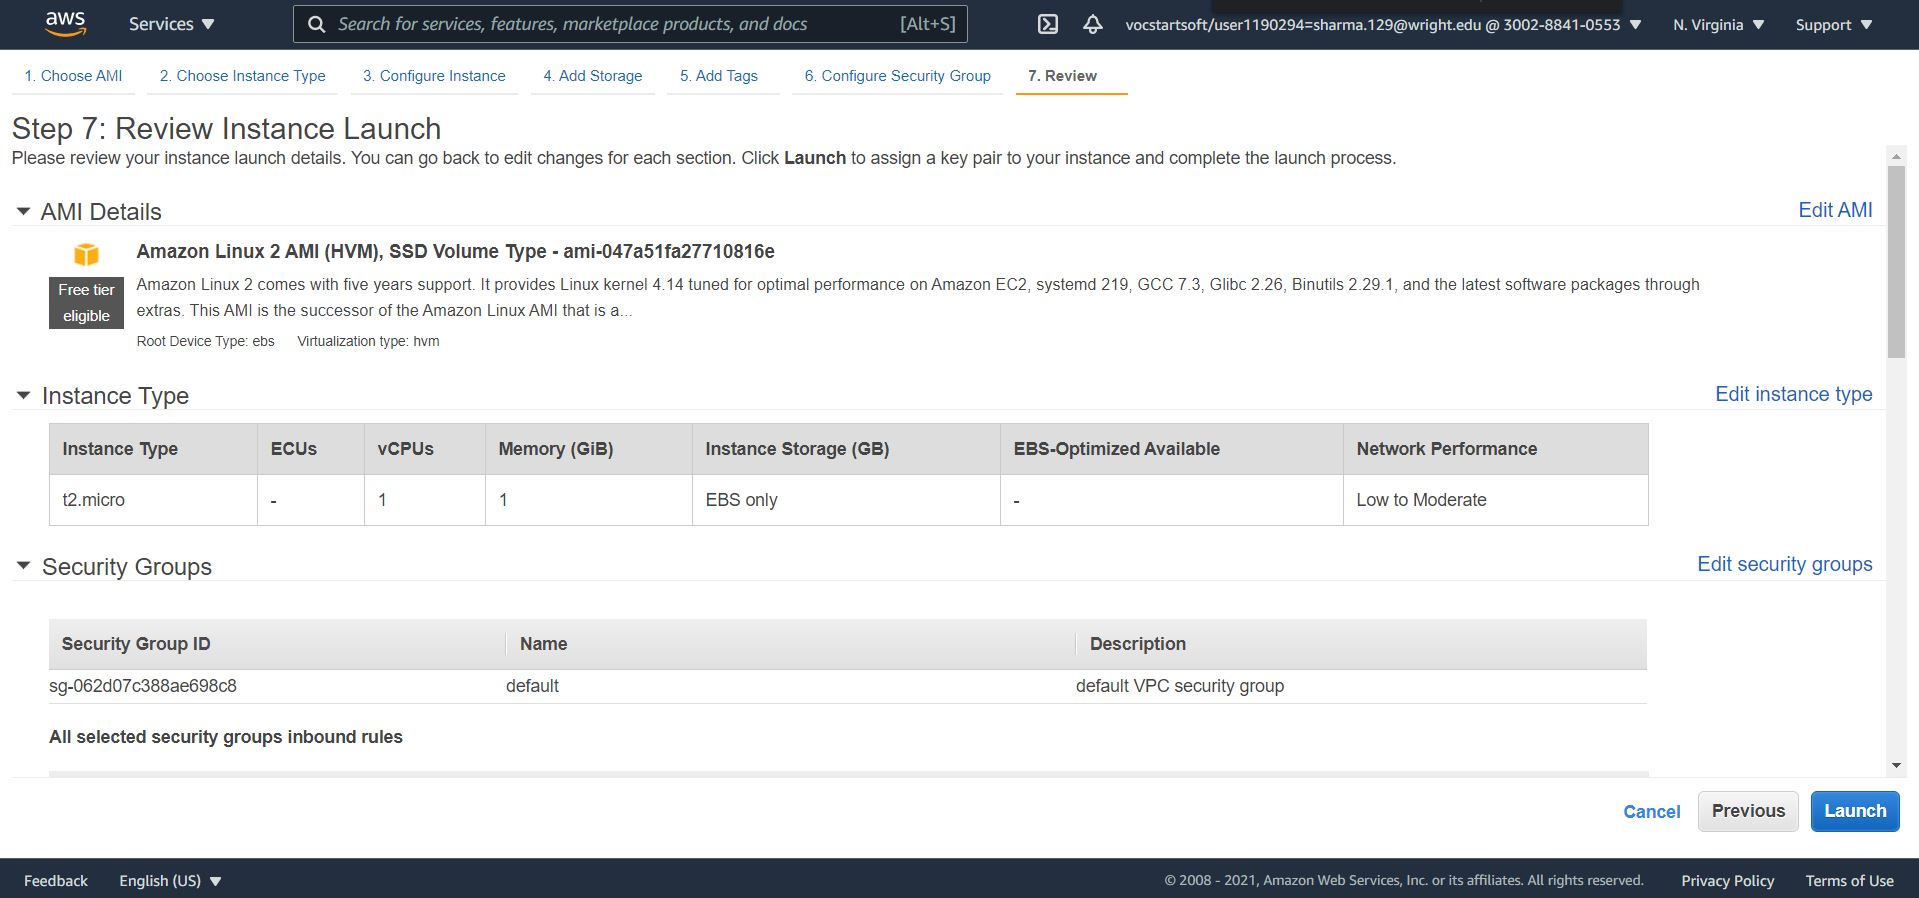 aws Services Search for services, features, marketplace products, and docs [Alt+S] vocstartsoft/user1190294=sharma.129@wright.edu @ 3002-8841-0553 N. Virginia Support
1. Choose AMI 2. Choose Instance Type 3. Configure Instance 4. Add Storage 5. Add Tags 6. Configure Security Group 7. Review
Step 7: Review Instance Launch
Please review your instance launch details. You can go back to edit changes for each section. Click Launch to assign a key pair to your instance and complete the launch process.
AMI Details Edit AMI
Amazon Linux 2 AMI (HVM), SSD Volume Type - ami-047a51fa27710816e
Free tier
eligible
Amazon Linux 2 comes with five years support. It provides Linux kernel 4.14 tuned for optimal performance on Amazon EC2, systemd 219, GCC 7.3, Glibc 2.26, Binutils 2.29.1, and the latest software packages through
extras. This AMI is the successor of the Amazon Linux AMI that is a...
Root Device Type: ebs Virtualization type: hvm
Instance Type Edit instance type
Instance Type ECUs vCPUs Memory (GiB) Instance Storage (GB) EBS-Optimized Available Network Performance
t2.micro - 1 1 EBS only - Low to Moderate
Security Groups Edit security groups
Security Group ID Name Description
sg-062d07c388ae698c8 default default VPC security group
All selected security groups inbound rules
Cancel Previous Launch
Feedback English (US) © 2008 - 2021, Amazon Web Services, Inc. or its affiliates. All rights reserved. Privacy Policy Terms of Use